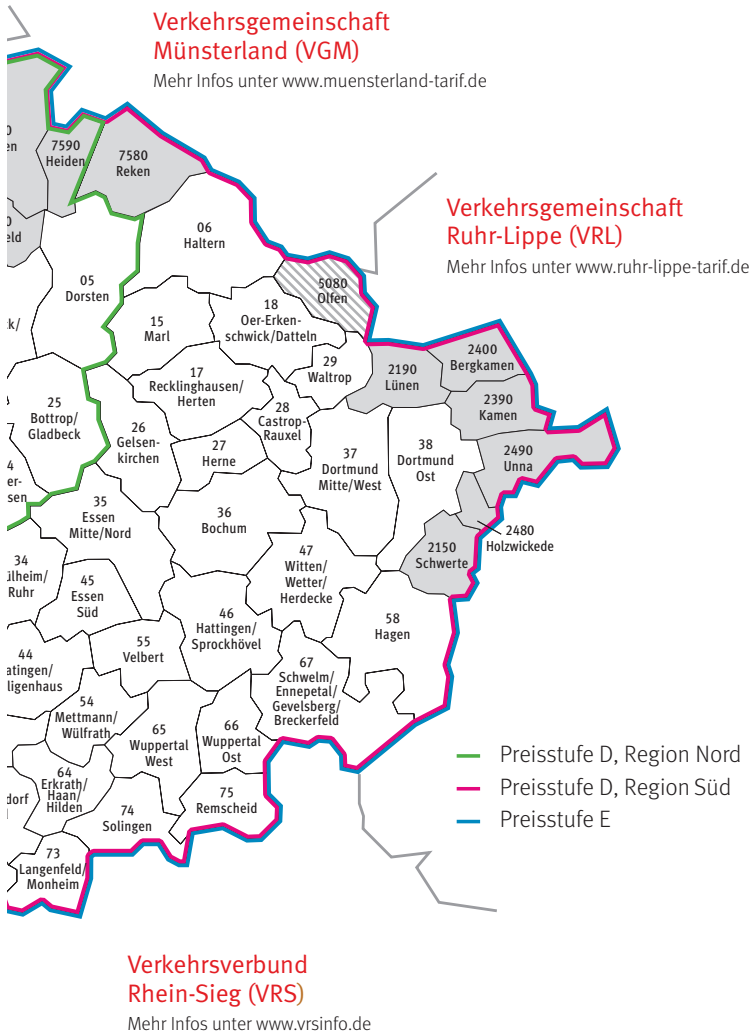 Verkehrsgemeinschaft
Münsterland (VGM)
Mehr Infos unter www.muensterland-tarif.de
7590
Heiden
7580
Reken
06
Haltern
Verkehrsgemeinschaft
Ruhr-Lippe (VRL)
Mehr Infos unter www.ruhr-lippe-tarif.de
05
Dorsten
5080
Olfen
15
Marl
18
Oer-Erken-
schwick/Datteln
29
Waltrop
2190
Lünen
2400
Bergkamen
2390
Kamen
17
Recklinghausen/
Herten
25
Bottrop/
Gladbeck
26
Gelsen-
kirchen
28
Castrop-
Rauxel
27
Herne
37
Dortmund
Mitte/West
38
Dortmund
Ost
2490
Unna
35
Essen
Mitte/Nord
36
Bochum
2480
Holzwickede
2150
Schwerte
34
ülheim/
Ruhr
45
Essen
Süd
47
Witten/
Wetter/
Herdecke
46
Hattingen/
Sprockhövel
58
Hagen
44
atingen/
ligenhaus
55
Velbert
67
Schwelm/
Ennepetal/
Gevelsberg/
Breckerfeld
54
Mettmann/
Wülfrath
65
Wuppertal
West
66
Wuppertal
Ost
64
Erkrath/
Haan/
Hilden
dorf
74
Solingen
75
Remscheid
73
Langenfeld/
Monheim
Preisstufe D, Region Nord
Preisstufe D, Region Süd
Preisstufe E
Verkehrsverbund
Rhein-Sieg (VRS)
Mehr Infos unter www.vrsinfo.de